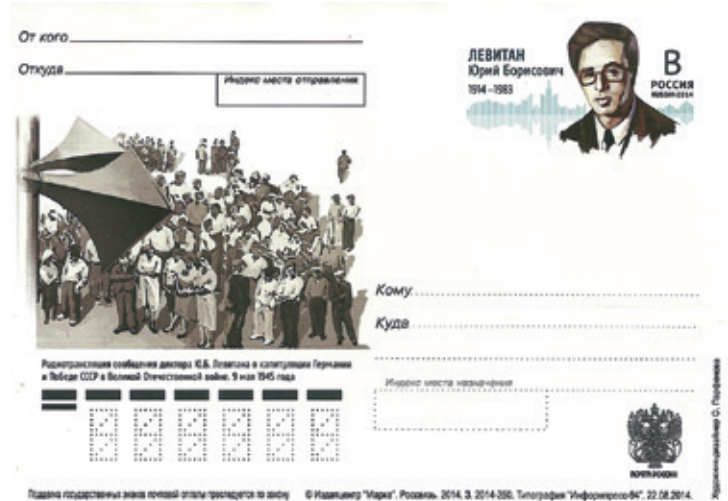 От кого
Откуда
Индекс места отправления
ЛЕВИТАН
Юрий Борисович
1914–1983
В
РОССИЯ
RUSSIA·2014
Радиотрансляция сообщения диктора Ю.Б. Левитана о капитуляции Германии
и Победе СССР в Великой Отечественной войне. 9 мая 1945 года
Кому
Куда
Индекс места назначения
ПОЧТА РОССИИ
Подделка государственных знаков почтовой оплаты преследуется по закону
© Издатцентр "Марка". Роспечать. 2014. З. 2014-260. Типография "Информпресс-94". 22.08.2014.